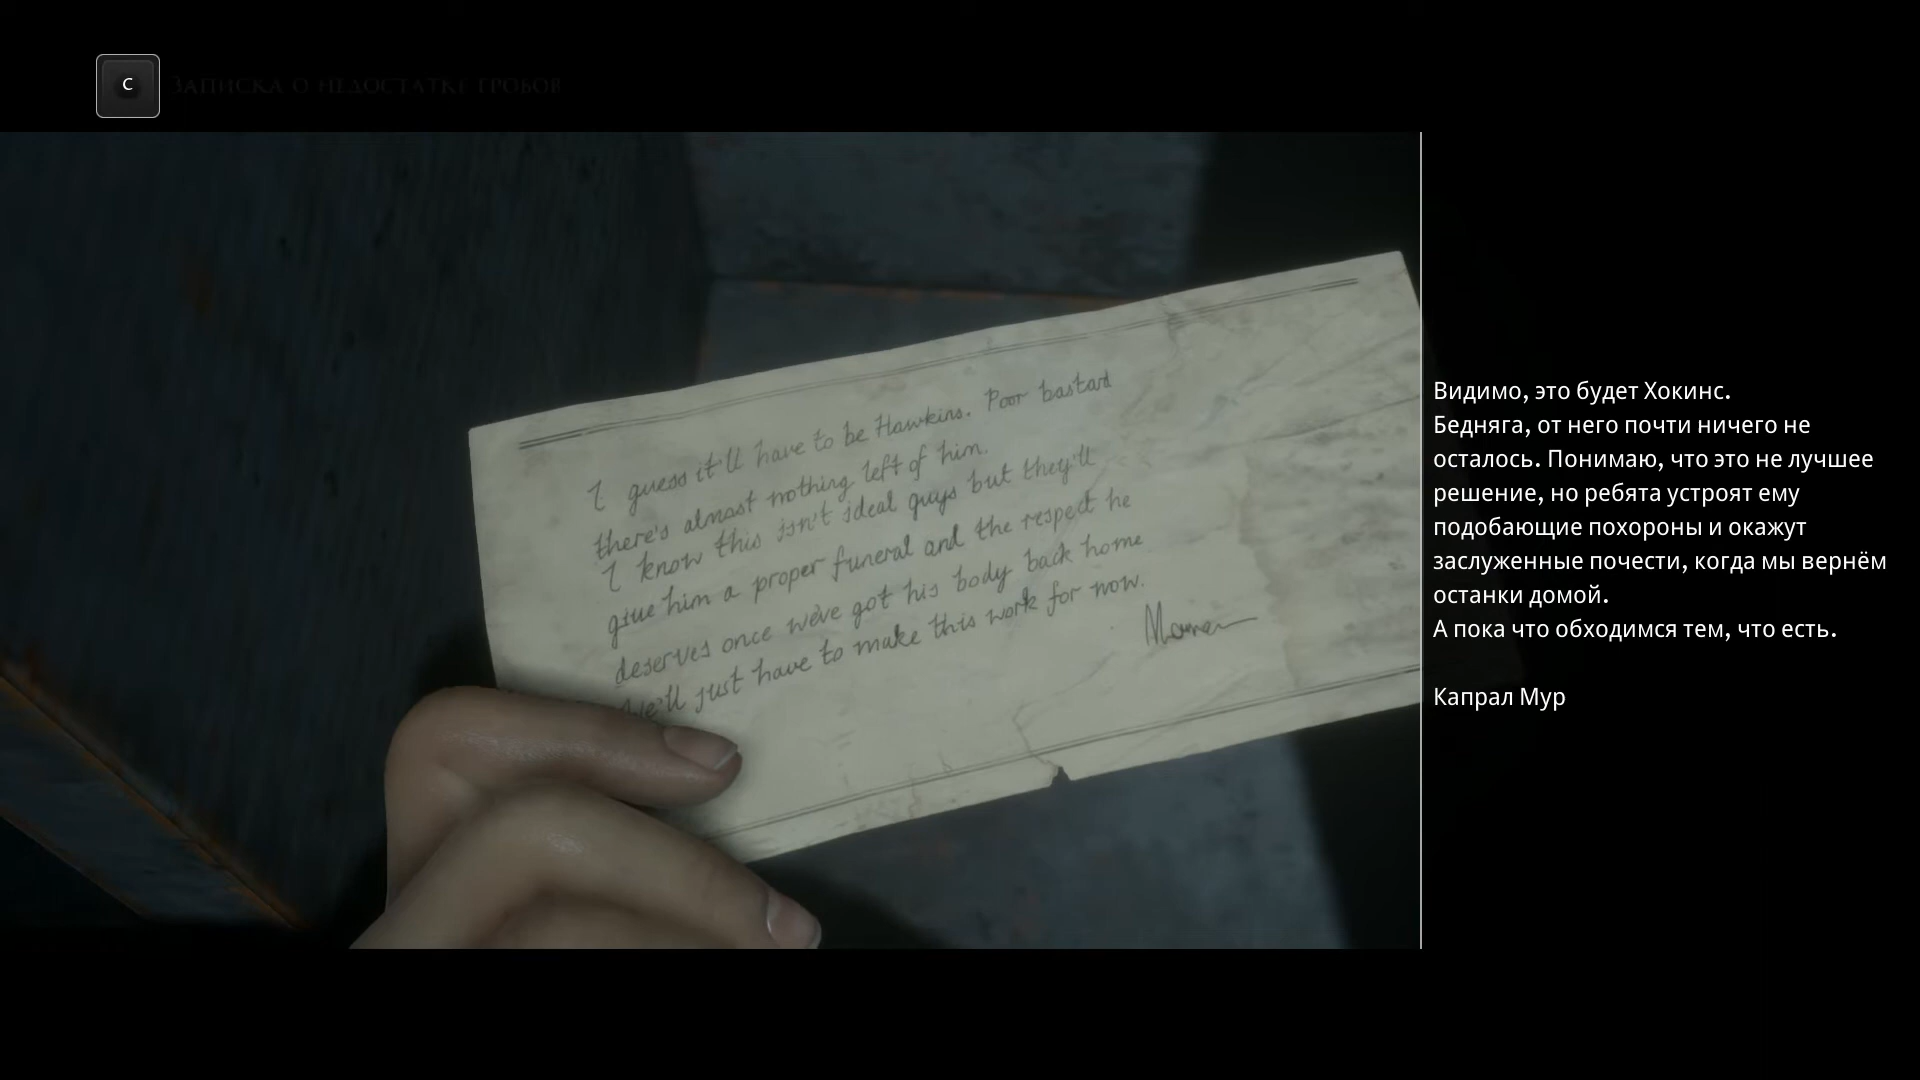 C
Записка о недостатке гробов
I guess it'll have to be Hawkins. Poor bastard
there's almost nothing left of him.
I know this isn't ideal guys but they'll
give him a proper funeral and the respect he
deserves once we've got his body back home
We'll just have to make this work for now.
Видимо, это будет Хокинс.
Бедняга, от него почти ничего не
осталось. Понимаю, что это не лучшее
решение, но ребята устроят ему
подобающие похороны и окажут
заслуженные почести, когда мы вернём
останки домой.
А пока что обходимся тем, что есть.
Капрал Мур